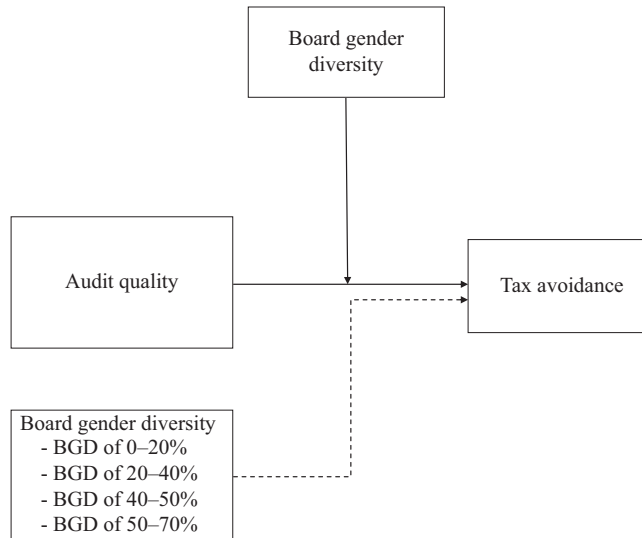 Board gender
diversity
Audit quality
Tax avoidance
Board gender diversity
- BGD of 0–20%
- BGD of 20–40%
- BGD of 40–50%
- BGD of 50–70%